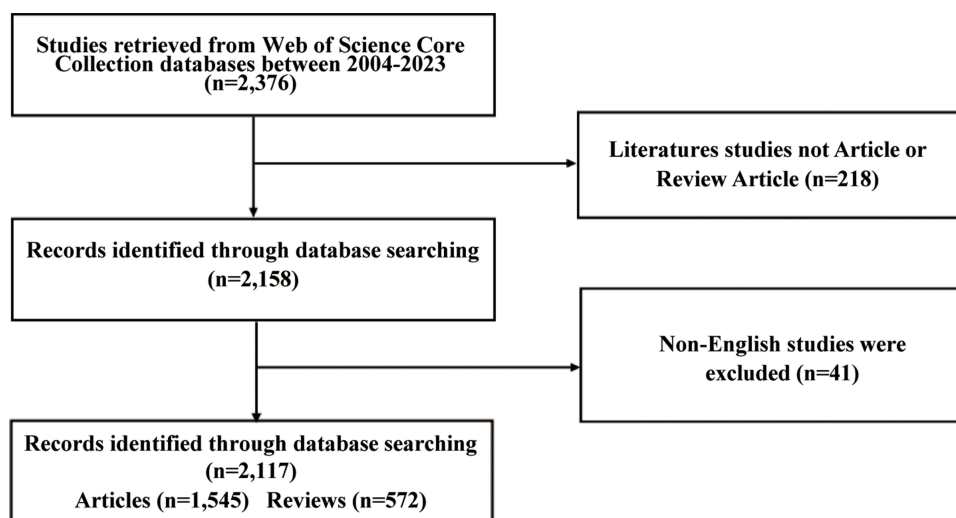 Studies retrieved from Web of Science Core
Collection databases between 2004-2023
(n=2,376)
Literatures studies not Article or
Review Article (n=218)
Records identified through database searching
(n=2,158)
Non-English studies were
excluded (n=41)
Records identified through database searching
(n=2,117)
Articles (n=1,545) Reviews (n=572)